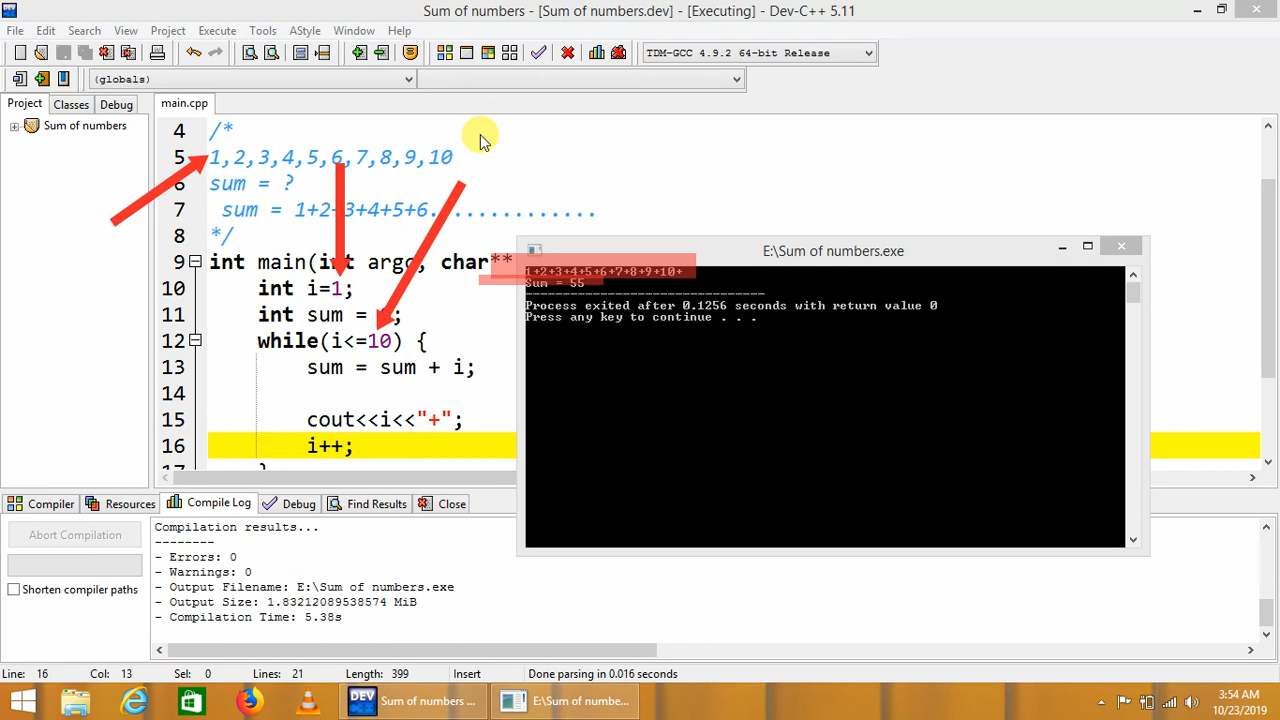 Sum of numbers - [Sum of numbers.dev] - [Executing] - Dev-C++ 5.11
File Edit Search View Project Execute Tools AStyle Window Help
TDM-GCC 4.9.2 64-bit Release
(globals)
Project Classes Debug
main.cpp
Sum of numbers
4 /*
5 1,2,3,4,5,6,7,8,9,10
6 sum = ?
7 sum = 1+2+3+4+5+6..............
8 */
9 int main(int argc, char**
10 int i=1;
11 int sum = ;
12 while(i<=10) {
13 sum = sum + i;
14
15 cout<<i<<"+";
16 i++;
17 }
E:\Sum of numbers.exe
1+2+3+4+5+6+7+8+9+10+
Sum = 55
--------------------------------
Process exited after 0.1256 seconds with return value 0
Press any key to continue . . .
Compiler Resources Compile Log Debug Find Results Close
Abort Compilation
Shorten compiler paths
Compilation results...
--------
- Errors: 0
- Warnings: 0
- Output Filename: E:\Sum of numbers.exe
- Output Size: 1.83212089538574 MiB
- Compilation Time: 5.38s
Line: 16 Col: 13 Sel: 0 Lines: 21 Length: 399 Insert Done parsing in 0.016 seconds
DEV Sum of numbers ...
E:\Sum of numbe...
3:54 AM
10/23/2019